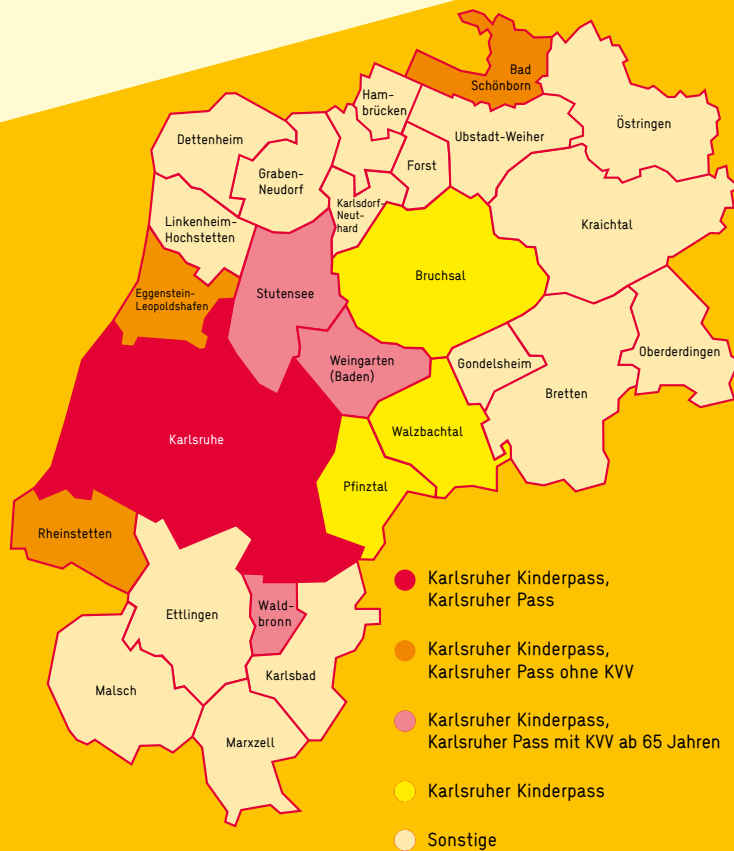 Bad
Schönborn
Ham-
brücken
Östringen
Dettenheim
Ubstadt-Weiher
Graben-
Neudorf
Forst
Karlsdorf-
Neut-
hard
Linkenheim-
Hochstetten
Kraichtal
Bruchsal
Eggenstein-
Leopoldshafen
Stutensee
Weingarten
(Baden)
Gondelsheim
Oberderdingen
Bretten
Karlsruhe
Walzbachtal
Pfinztal
Rheinstetten
Ettlingen
Wald-
bronn
Karlsbad
Malsch
Marxzell
Karlsruher Kinderpass,
Karlsruher Pass
Karlsruher Kinderpass,
Karlsruher Pass ohne KVV
Karlsruher Kinderpass,
Karlsruher Pass mit KVV ab 65 Jahren
Karlsruher Kinderpass
Sonstige